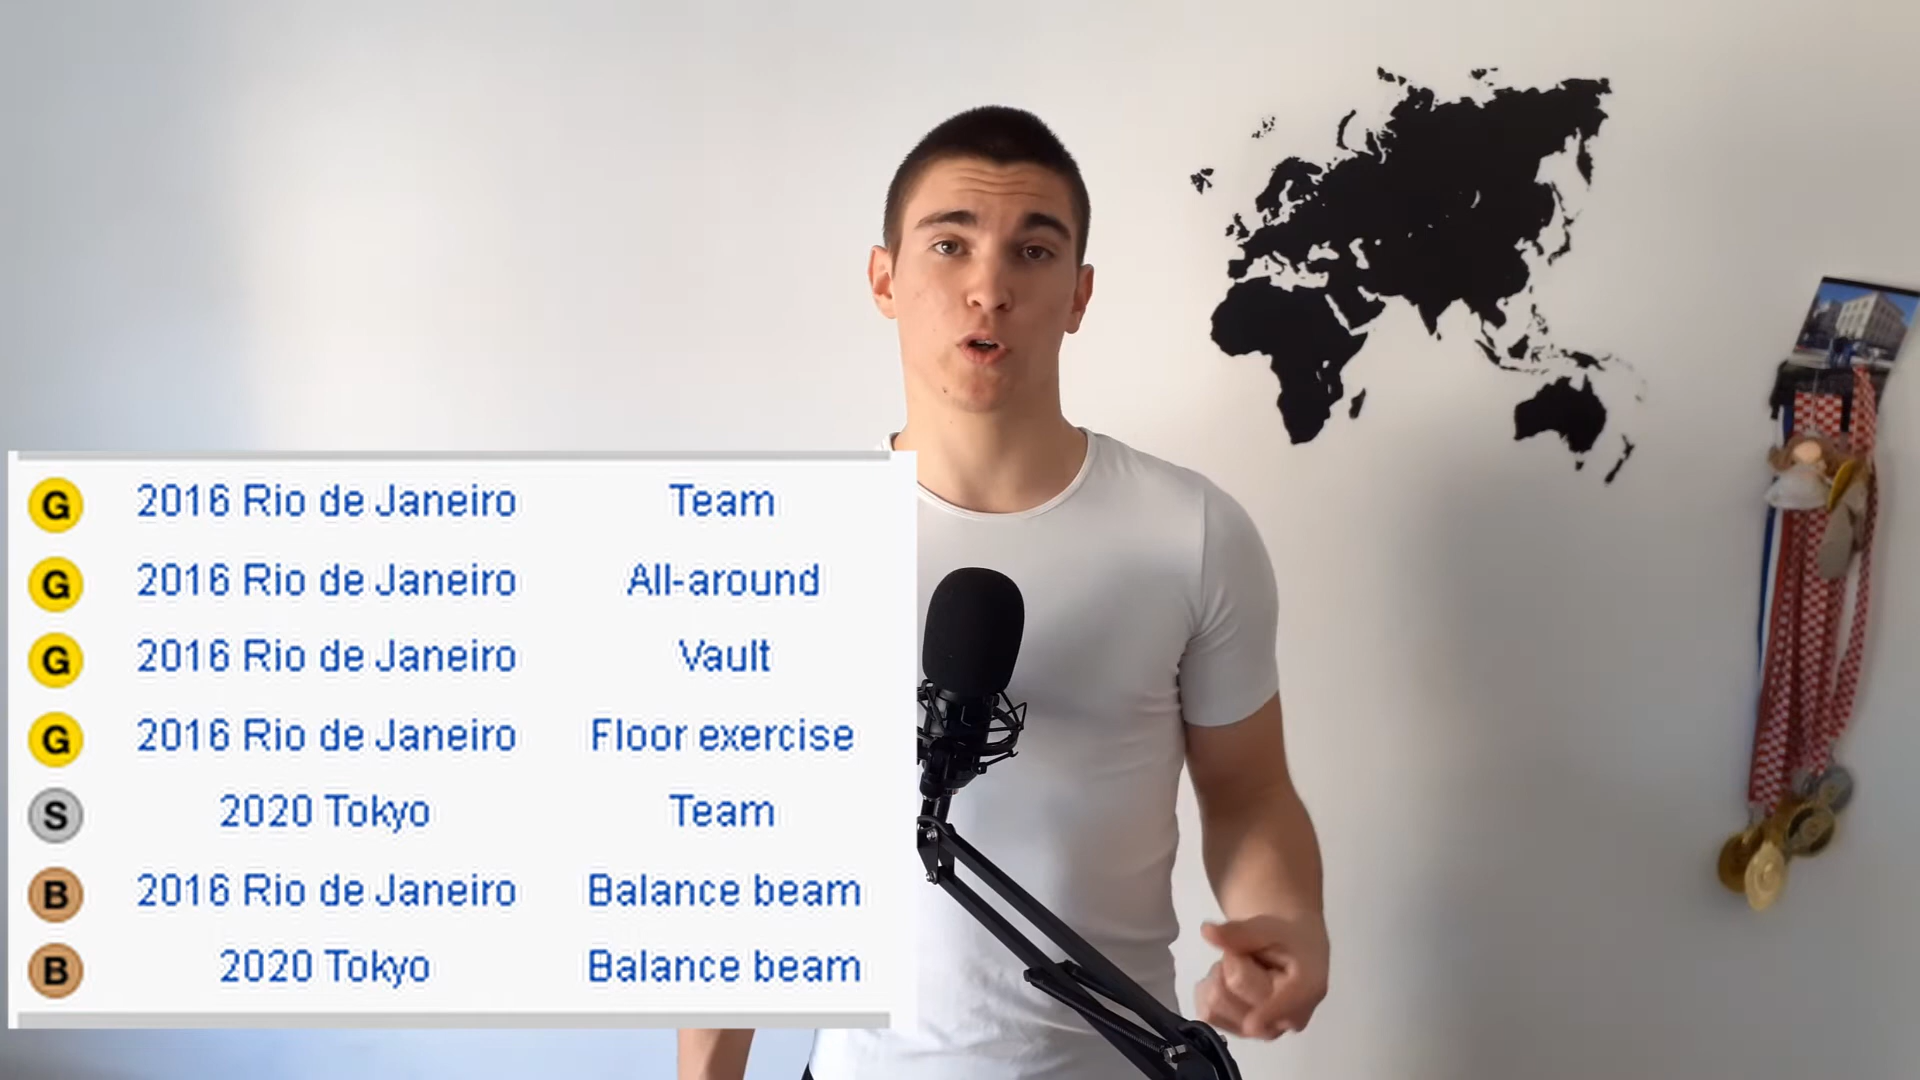 G 2016 Rio de Janeiro Team
G 2016 Rio de Janeiro All-around
G 2016 Rio de Janeiro Vault
G 2016 Rio de Janeiro Floor exercise
S 2020 Tokyo Team
B 2016 Rio de Janeiro Balance beam
B 2020 Tokyo Balance beam